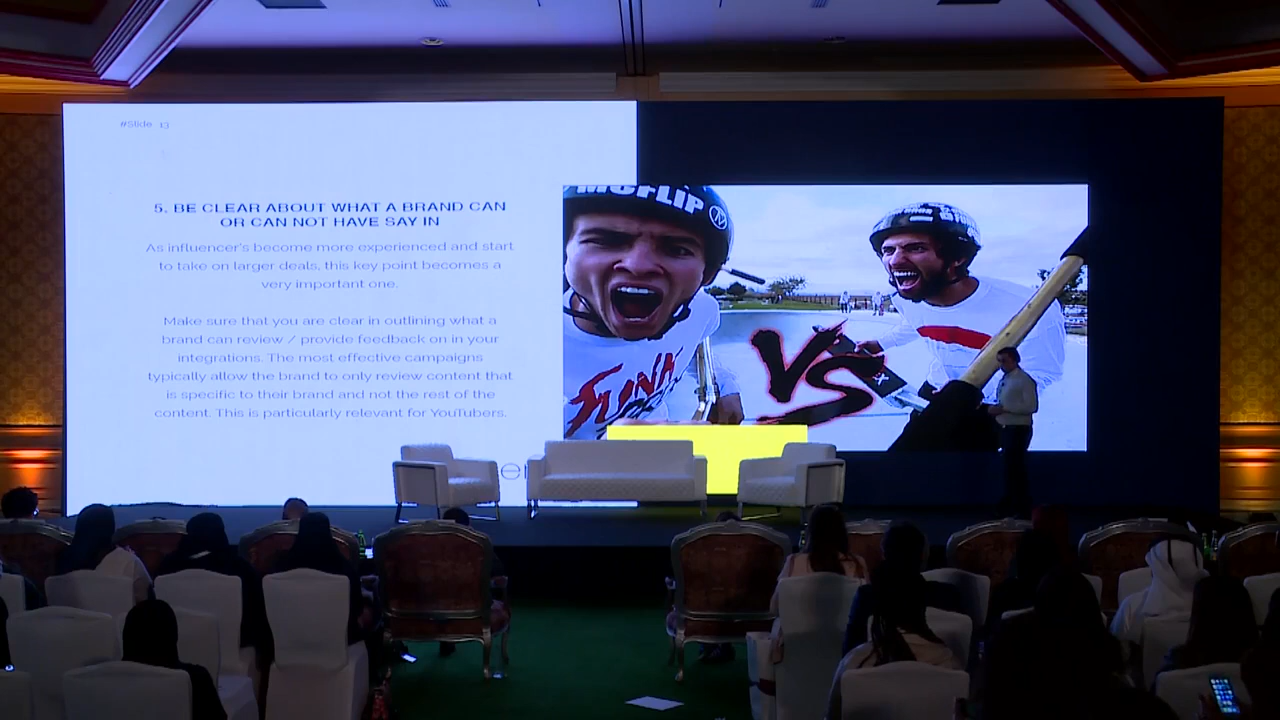 #Slide 13
5. BE CLEAR ABOUT WHAT A BRAND CAN
OR CAN NOT HAVE SAY IN
As influencer's become more experienced and start
to take on larger deals, this key point becomes a
very important one.
Make sure that you are clear in outlining what a
brand can review / provide feedback on in your
integrations. The most effective campaigns
typically allow the brand to only review content that
is specific to their brand and not the rest of the
content. This is particularly relevant for YouTubers.
MCFLIP
FUNK
VS